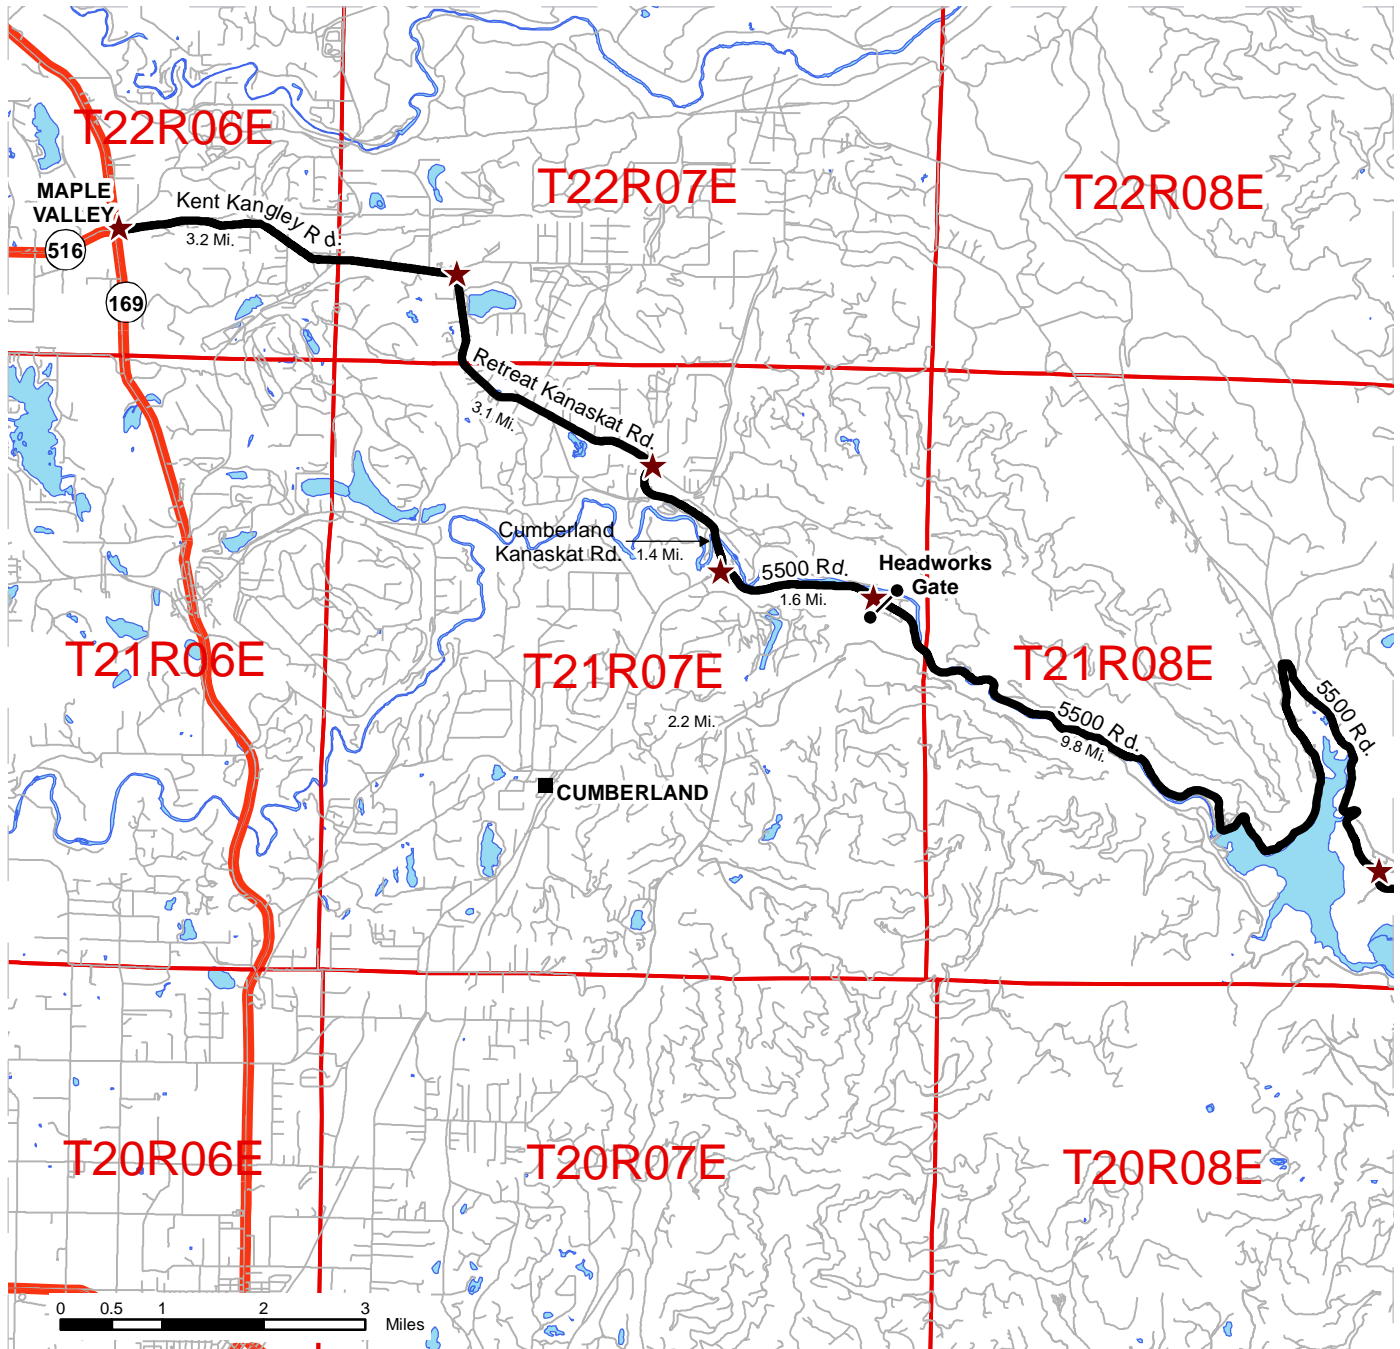 T22R06E
T22R07E
T22R08E
MAPLE
VALLEY
Kent Kangley Rd.
3.2 Mi.
516
169
Retreat Kanaskat Rd.
3.1 Mi.
Cumberland
Kanaskat Rd.
1.4 Mi.
5500 Rd.
1.6 Mi.
Headworks
Gate
T21R06E
T21R07E
T21R08E
5500 Rd.
9.8 Mi.
5500 Rd.
2.2 Mi.
CUMBERLAND
T20R06E
T20R07E
T20R08E
0 0.5 1 2 3
Miles